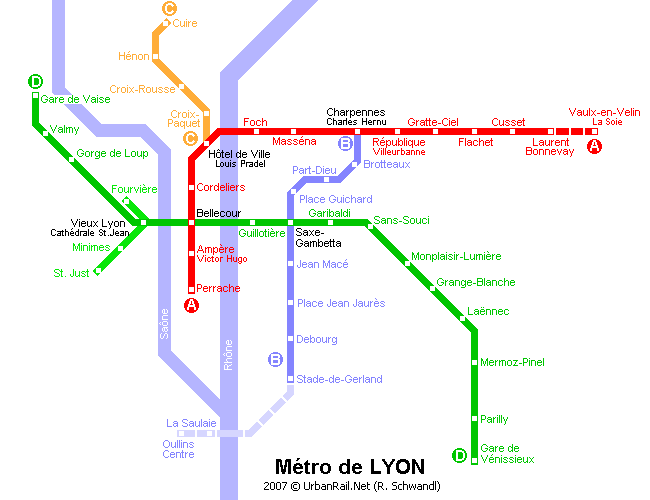 C
Cuire
Hénon
D
Gare de Vaise
Croix-Rousse
Croix-
Paquet
C
Valmy
Gorge de Loup
Foch
Masséna
Charpennes
Charles Hernu
B
République
Villeurbanne
Gratte-Ciel
Flachet
Cusset
Laurent
Bonnevay
Vaulx-en-Velin
La Soie
A
Hôtel de Ville
Louis Pradel
Brotteaux
Part-Dieu
Place Guichard
Fourvière
Cordeliers
Vieux Lyon
Cathédrale St.Jean
Bellecour
Guillotière
Garibaldi
Saxe-
Gambetta
Sans-Souci
Minimes
St. Just
Ampère
Victor Hugo
Perrache
A
Jean Macé
Monplaisir-Lumière
Grange-Blanche
Laënnec
Place Jean Jaurès
Debourg
Saône
Rhône
B
Stade-de-Gerland
Mermoz-Pinel
Parilly
La Saulaie
Oullins
Centre
D
Gare de
Vénissieux
Métro de LYON
2007 © UrbanRail.Net (R. Schwandl)